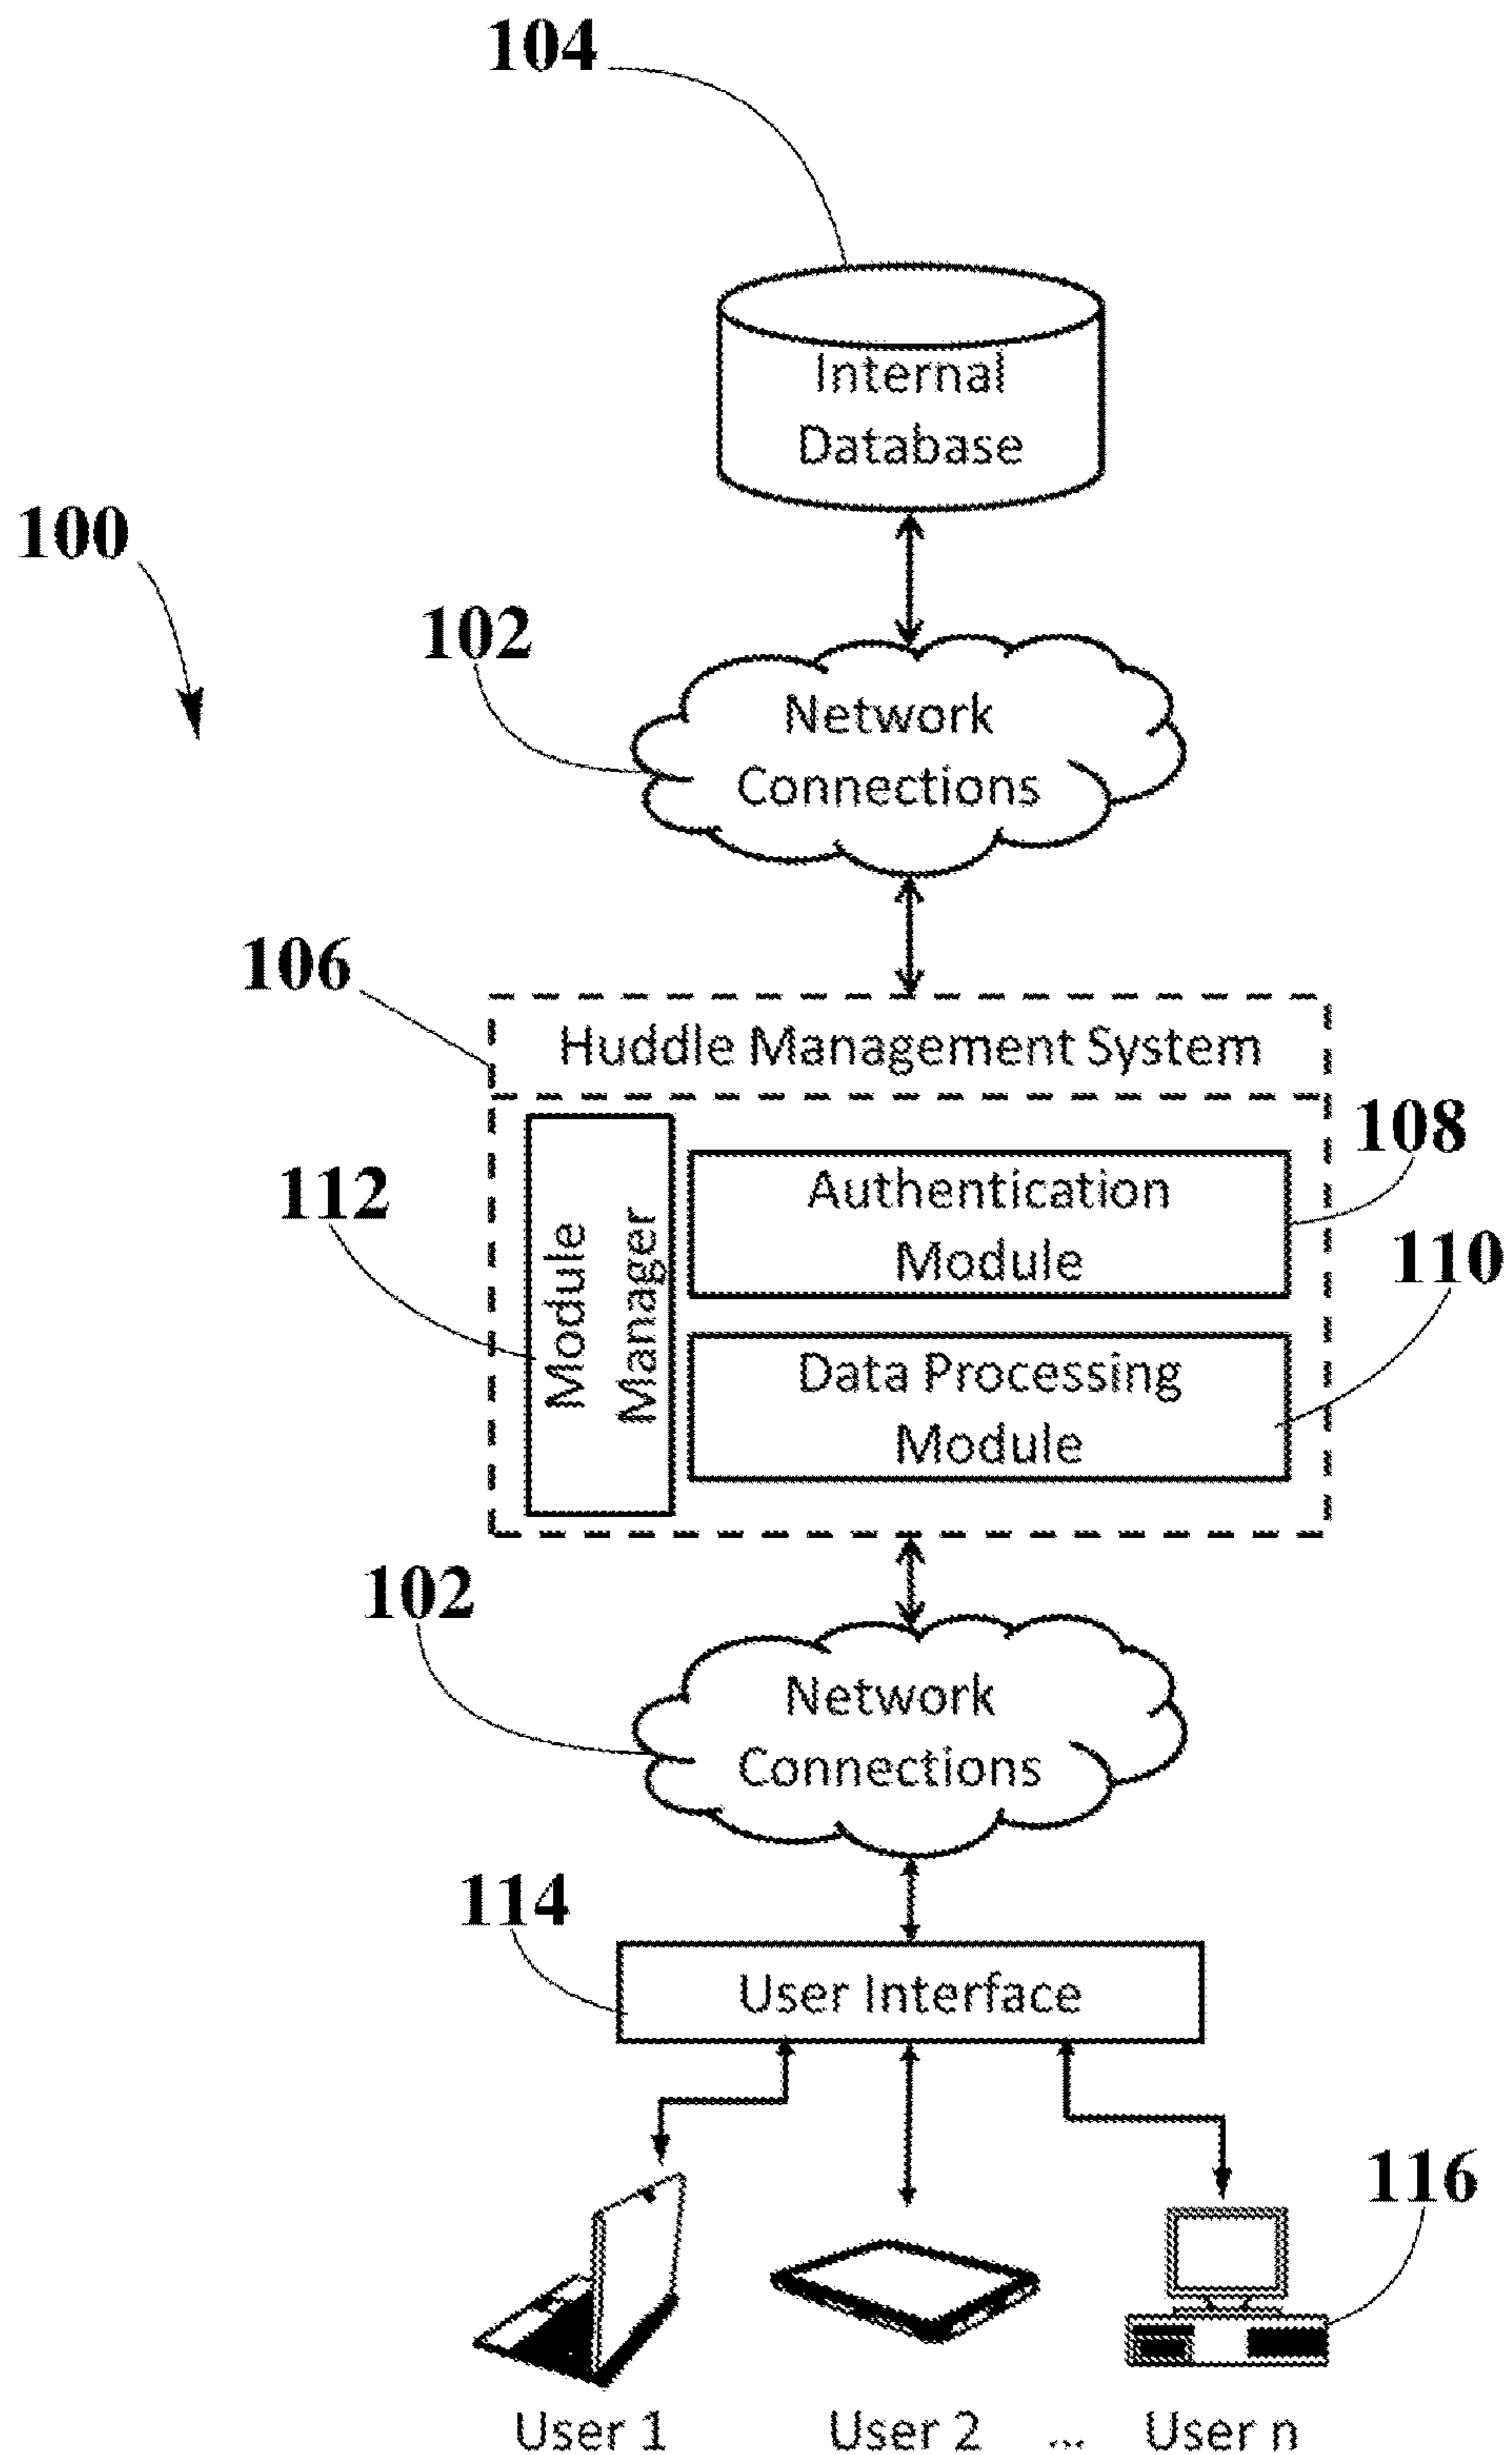 104
Internal
Database
100
102
Network
Connections
106
Huddle Management System
108
Authentication
Module
112
Module
Manager
110
Data Processing
Module
102
Network
Connections
114
User Interface
116
User 1 User 2 ... User n